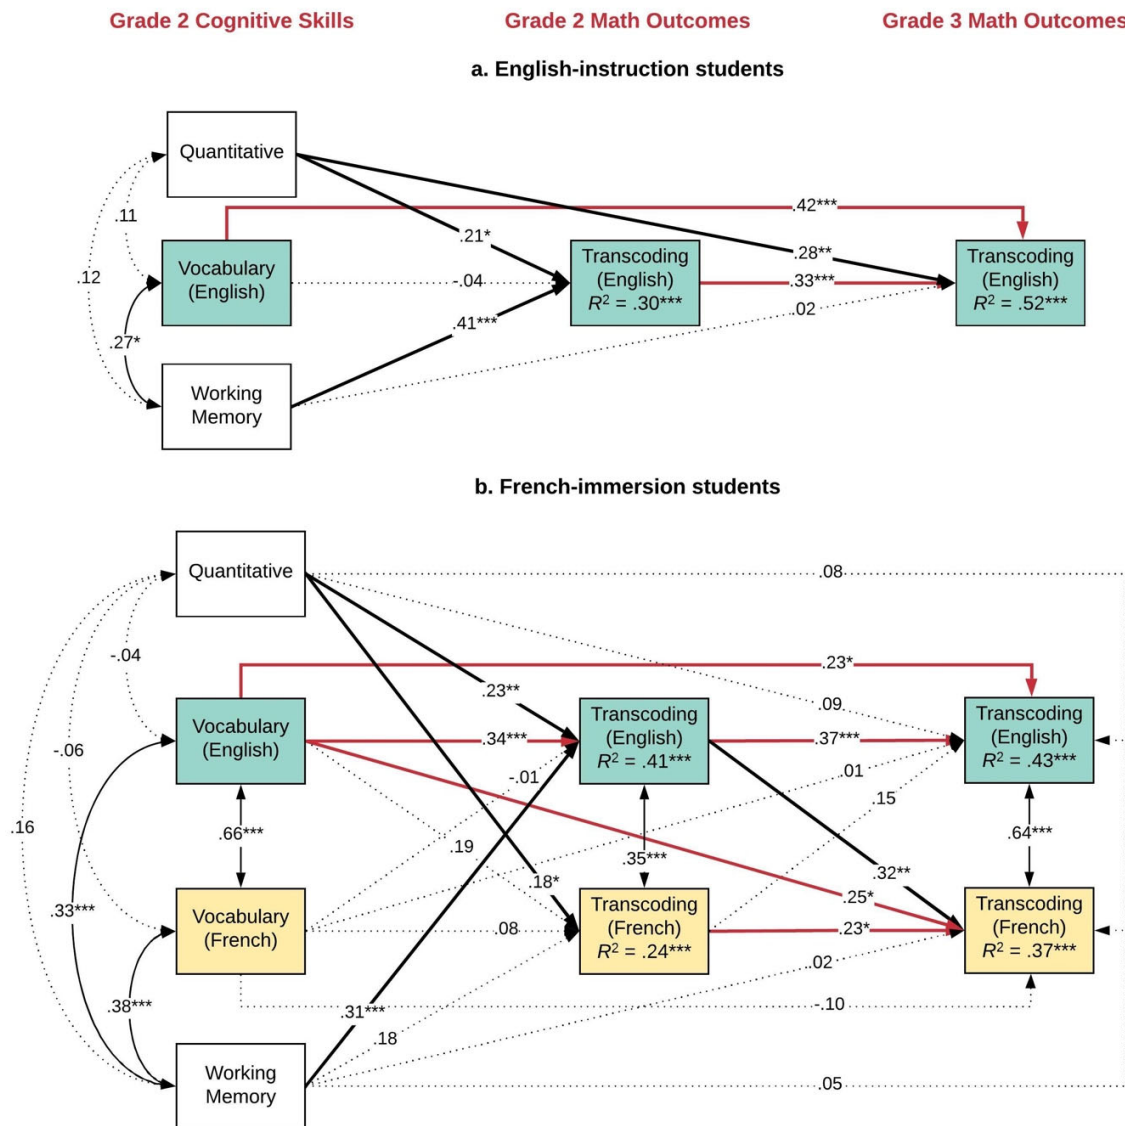 Grade 2 Cognitive Skills
Grade 2 Math Outcomes
Grade 3 Math Outcomes
a. English-instruction students
Quantitative
.11
.12
.27*
Vocabulary
(English)
Working
Memory
.21*
-.04
.41***
Transcoding
(English)
R² = .30***
.42***
.28**
.33***
.02
Transcoding
(English)
R² = .52***
b. French-immersion students
Quantitative
-.04
-.06
.16
.33***
.38***
Vocabulary
(English)
.66***
Vocabulary
(French)
Working
Memory
.23**
.34***
-.01
.19
.18*
.08
.31***
.18
Transcoding
(English)
R² = .41***
.35***
Transcoding
(French)
R² = .24***
.08
.23*
.09
.37***
.01
.15
.32**
.25*
.23*
.02
-.10
.05
Transcoding
(English)
R² = .43***
.64***
Transcoding
(French)
R² = .37***